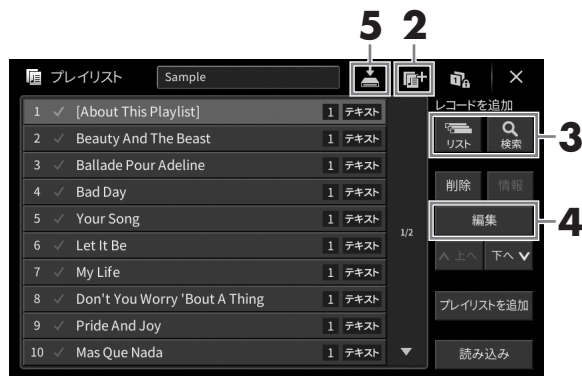 5 2
プレイリスト Sample
1 [About This Playlist] 1 テキスト
2 Beauty And The Beast 1 テキスト
3 Ballade Pour Adeline 1 テキスト
4 Bad Day 1 テキスト
5 Your Song 1 テキスト
6 Let It Be 1 テキスト
7 My Life 1 テキスト
8 Don't You Worry 'Bout A Thing 1 テキスト
9 Pride And Joy 1 テキスト
10 Mas Que Nada 1 テキスト
1/2
レコードを追加
リスト 検索 3
削除 情報
編集 4
上へ 下へ
プレイリストを追加
読み込み